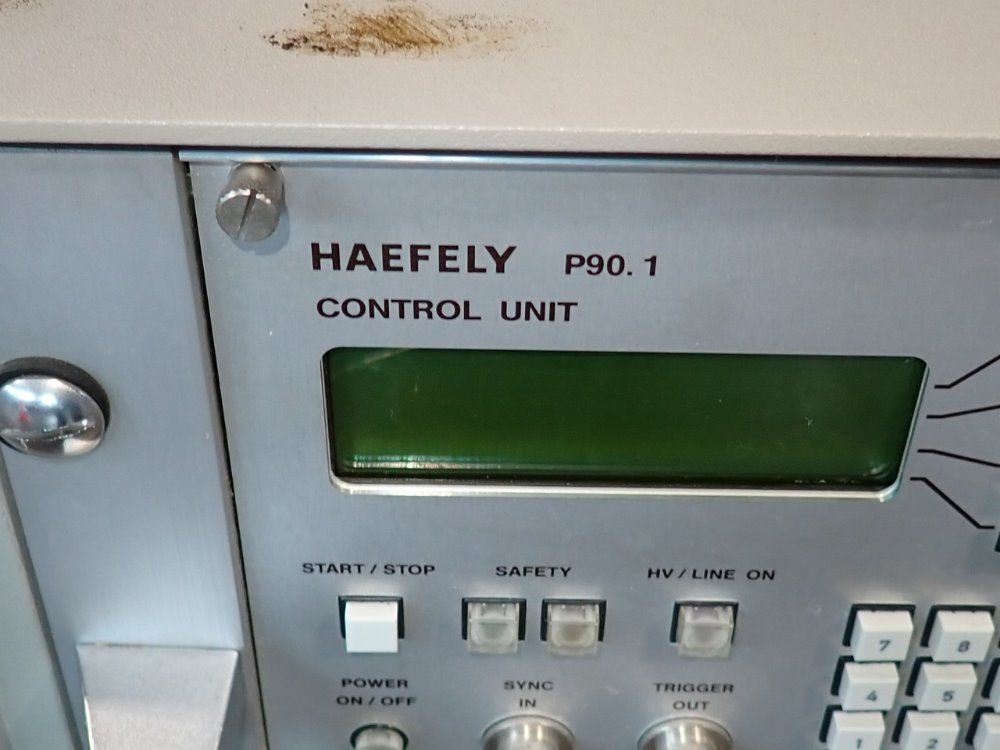 HAEFELY P90.1
CONTROL UNIT
START / STOP SAFETY HV / LINE ON
7 8
POWER SYNC TRIGGER
ON / OFF IN OUT
4 5
1 2